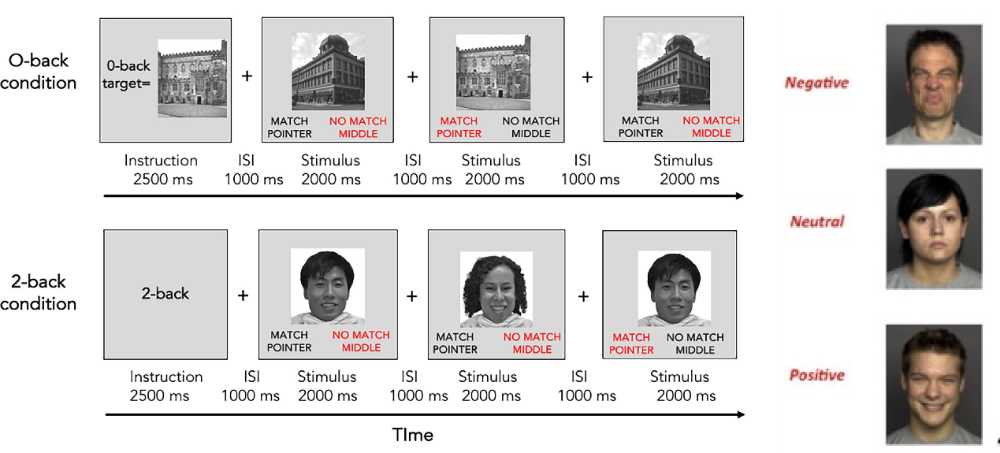 O-back
condition
0-back
target=
+
+
+
MATCH
POINTER
NO MATCH
MIDDLE
MATCH
POINTER
NO MATCH
MIDDLE
MATCH
POINTER
NO MATCH
MIDDLE
Instruction
2500 ms
ISI
1000 ms
Stimulus
2000 ms
ISI
1000 ms
Stimulus
2000 ms
ISI
1000 ms
Stimulus
2000 ms
2-back
condition
2-back
+
+
+
MATCH
POINTER
NO MATCH
MIDDLE
MATCH
POINTER
NO MATCH
MIDDLE
MATCH
POINTER
NO MATCH
MIDDLE
Instruction
2500 ms
ISI
1000 ms
Stimulus
2000 ms
ISI
1000 ms
Stimulus
2000 ms
ISI
1000 ms
Stimulus
2000 ms
TIme
Negative
Neutral
Positive